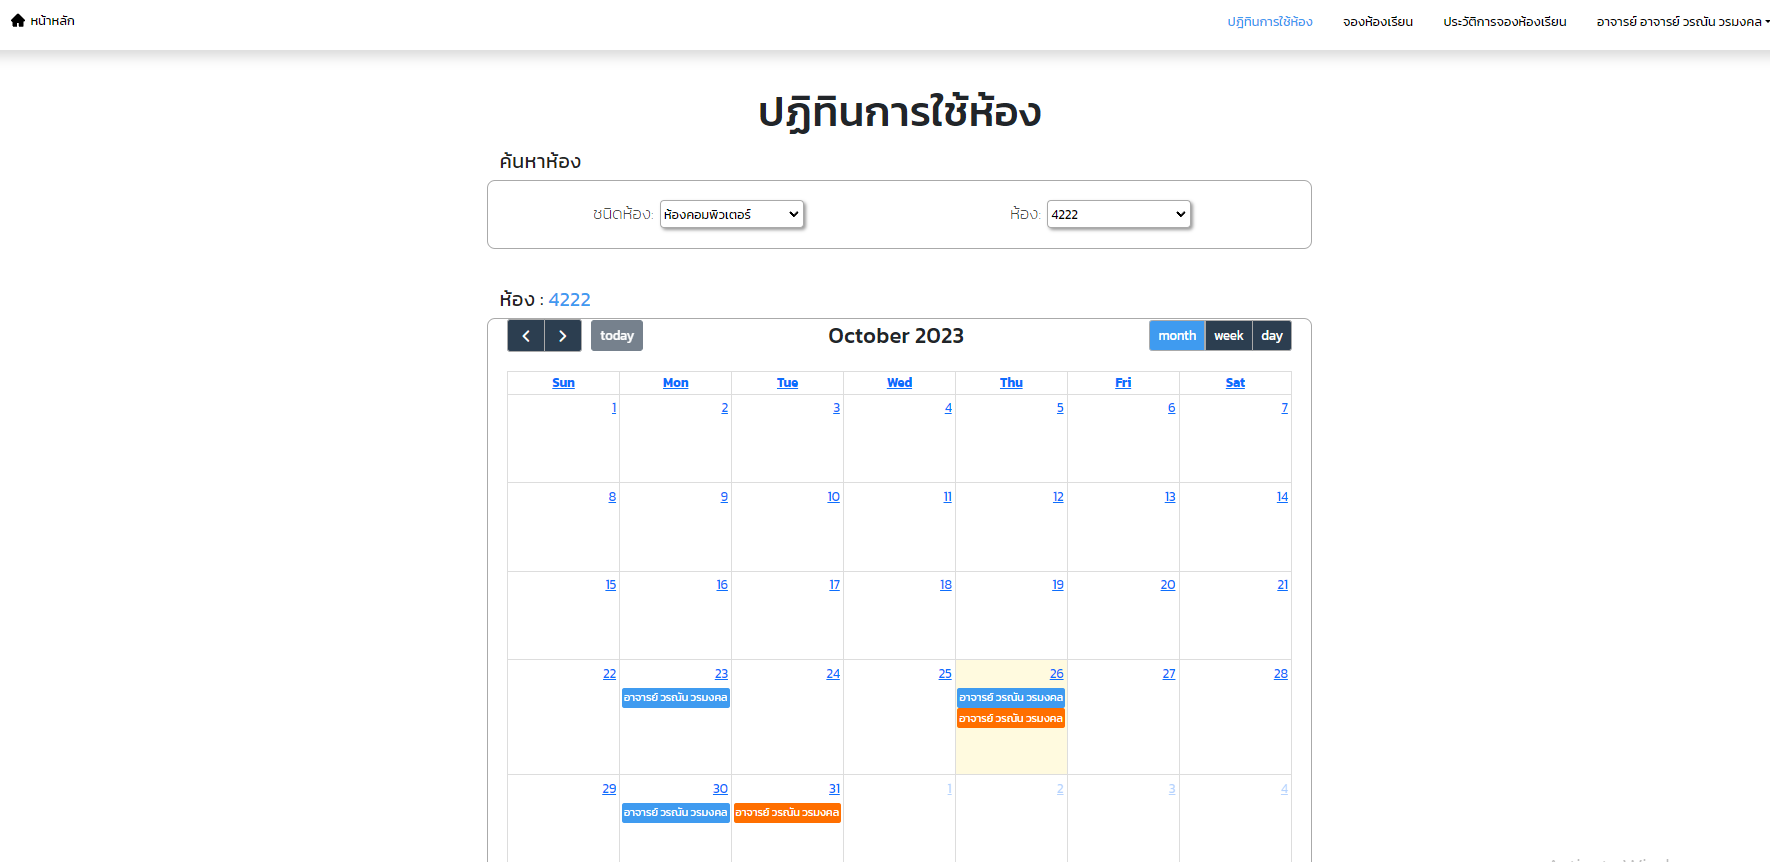 หน้าหลัก
ปฏิทินการใช้ห้อง จองห้องเรียน ประวัติการจองห้องเรียน อาจารย์ อาจารย์ วรณัน วรมงคล
ปฏิทินการใช้ห้อง
ค้นหาห้อง
ชนิดห้อง: ห้องคอมพิวเตอร์ ห้อง: 4222
ห้อง : 4222
today October 2023 month week day
Sun Mon Tue Wed Thu Fri Sat
1 2 3 4 5 6 7
8 9 10 11 12 13 14
15 16 17 18 19 20 21
22 23 24 25 26 27 28
อาจารย์ วรณัน วรมงคล อาจารย์ วรณัน วรมงคล
อาจารย์ วรณัน วรมงคล
29 30 31 1 2 3 4
อาจารย์ วรณัน วรมงคล อาจารย์ วรณัน วรมงคล